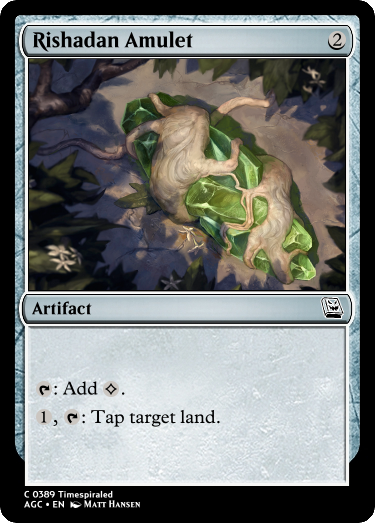 Rishadan Amulet 2
Artifact
: Add .
1, : Tap target land.
C 0389 Timespiraled
AGC • EN Matt Hansen